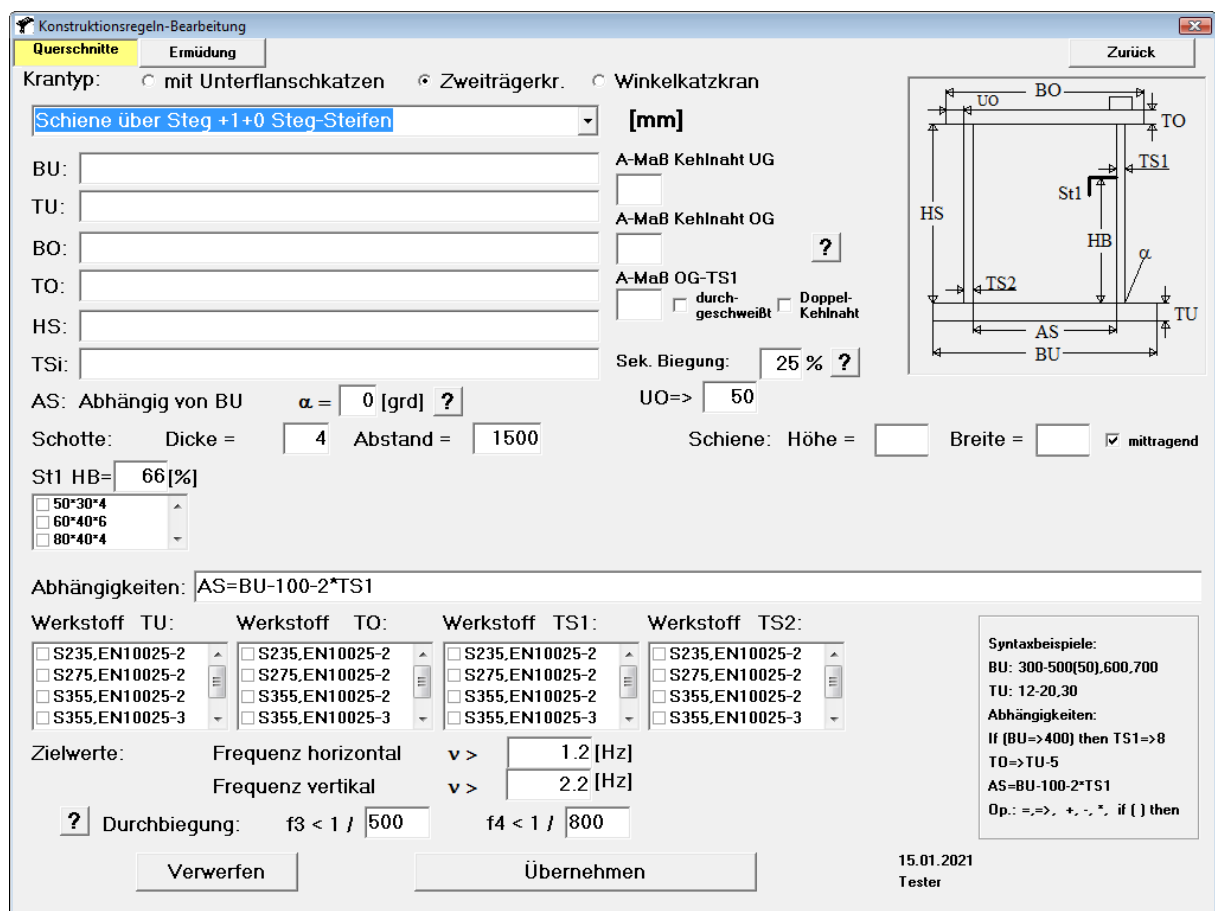 Konstruktionsregeln-Bearbeitung
Querschnitte Ermüdung Zurück
Krantyp: mit Unterflanschkatzen Zweiträgerkr. Winkelkatzkran
Schiene über Steg +1+0 Steg-Steifen [mm]
BU:
TU:
BO:
TO:
HS:
TSi:
A-Maß Kehlnaht UG
A-Maß Kehlnaht OG
?
A-Maß OG-TS1
durch-
geschweißt
Doppel-
Kehlnaht
Sek. Biegung: 25 % ?
UO=> 50
BO
UO
TO
TS1
St1
HS
HB
α
TS2
TU
AS
BU
AS: Abhängig von BU α = 0 [grd] ?
Schotte: Dicke = 4 Abstand = 1500 Schiene: Höhe = Breite = mittragend
St1 HB= 66 [%]
50*30*4
60*40*6
80*40*4
Abhängigkeiten: AS=BU-100-2*TS1
Werkstoff TU: Werkstoff TO: Werkstoff TS1: Werkstoff TS2:
S235,EN10025-2 S235,EN10025-2 S235,EN10025-2 S235,EN10025-2
S275,EN10025-2 S275,EN10025-2 S275,EN10025-2 S275,EN10025-2
S355,EN10025-2 S355,EN10025-2 S355,EN10025-2 S355,EN10025-2
S355,EN10025-3 S355,EN10025-3 S355,EN10025-3 S355,EN10025-3
Zielwerte: Frequenz horizontal ν > 1.2 [Hz]
Frequenz vertikal ν > 2.2 [Hz]
? Durchbiegung: f3 < 1 / 500 f4 < 1 / 800
Syntaxbeispiele:
BU: 300-500(50),600,700
TU: 12-20,30
Abhängigkeiten:
If (BU=>400) then TS1=>8
TO=>TU-5
AS=BU-100-2*TS1
Op.: =,=>, +, -, *, if ( ) then
Verwerfen Übernehmen
15.01.2021
Tester